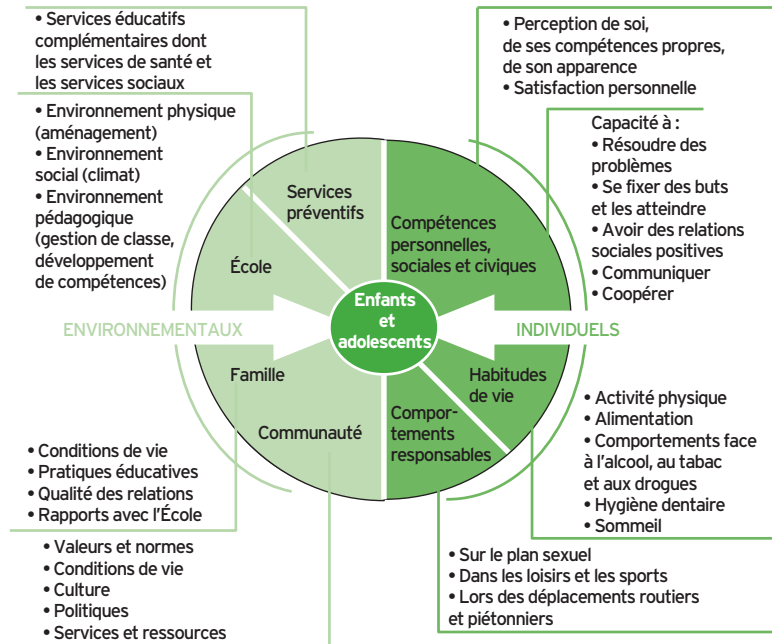 • Services éducatifs
complémentaires dont
les services de santé et
les services sociaux
• Environnement physique
(aménagement)
• Environnement
social (climat)
• Environnement
pédagogique
(gestion de classe,
développement
de compétences)
• Perception de soi,
de ses compétences propres,
de son apparence
• Satisfaction personnelle
Capacité à :
• Résoudre des
problèmes
• Se fixer des buts
et les atteindre
• Avoir des relations
sociales positives
• Communiquer
• Coopérer
Services
préventifs
École
Compétences
personnelles,
sociales et civiques
ENVIRONNEMENTAUX
Enfants
et
adolescents
INDIVIDUELS
Famille
Communauté
Compor-
tements
responsables
Habitudes
de vie
• Conditions de vie
• Pratiques éducatives
• Qualité des relations
• Rapports avec l'École
• Valeurs et normes
• Conditions de vie
• Culture
• Politiques
• Services et ressources
• Activité physique
• Alimentation
• Comportements face
à l'alcool, au tabac
et aux drogues
• Hygiène dentaire
• Sommeil
• Sur le plan sexuel
• Dans les loisirs et les sports
• Lors des déplacements routiers
et piétonniers